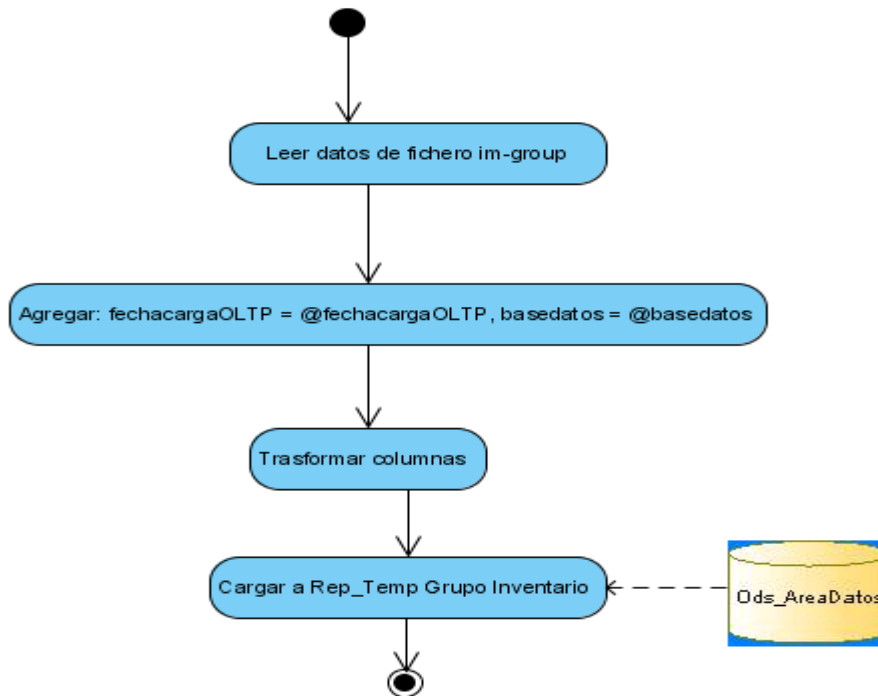 Leer datos de fichero im-group
Agregar: fechacargaOLTP = @fechacargaOLTP, basedatos = @basedatos
Trasformar columnas
Cargar a Rep_Temp Grupo Inventario
Ods_AreaDatos